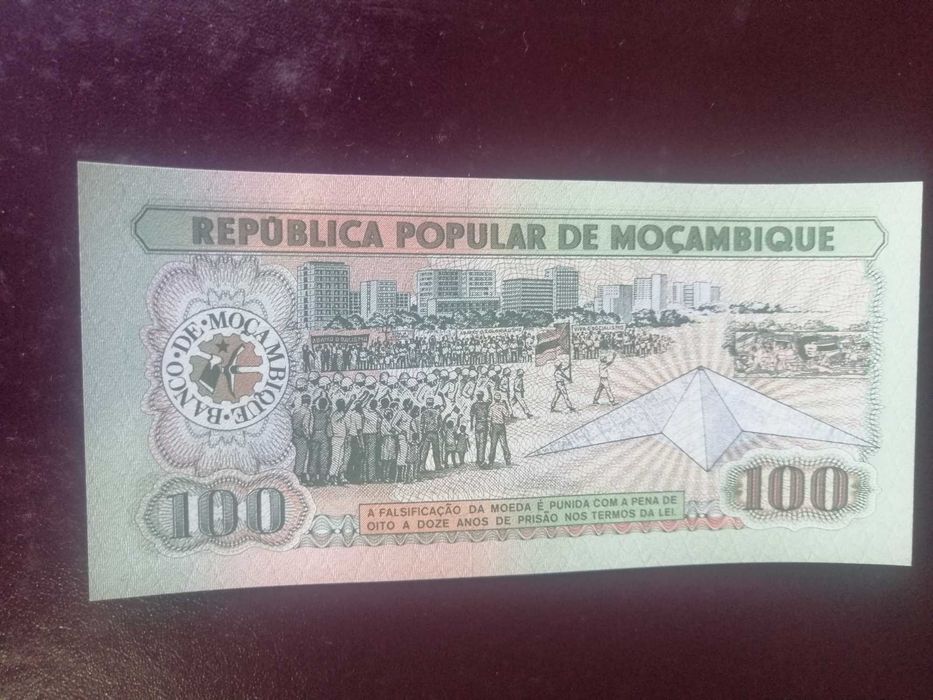 REPÚBLICA POPULAR DE MOÇAMBIQUE
BANCO·DE·MOÇAMBIQUE·
100
100
A FALSIFICAÇÃO DA MOEDA É PUNIDA COM A PENA DE
OITO A DOZE ANOS DE PRISÃO NOS TERMOS DA LEI.